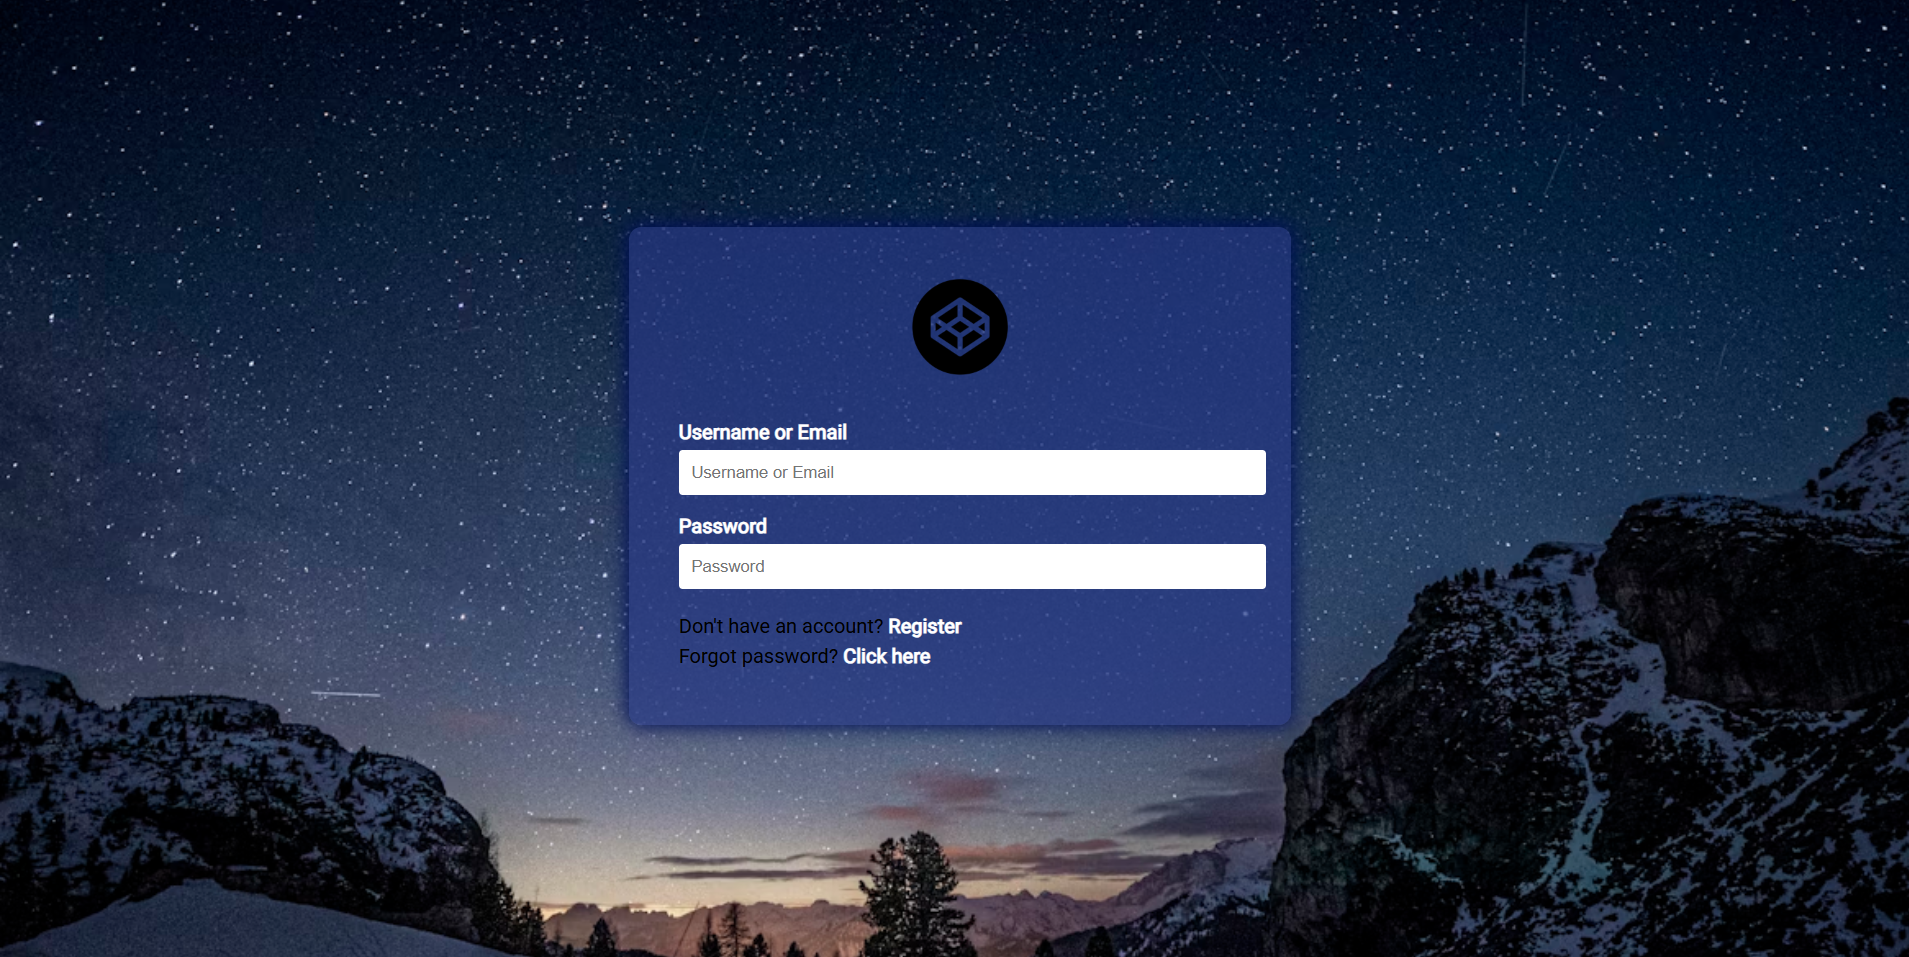 Username or Email
Username or Email
Password
Password
Don't have an account? Register
Forgot password? Click here